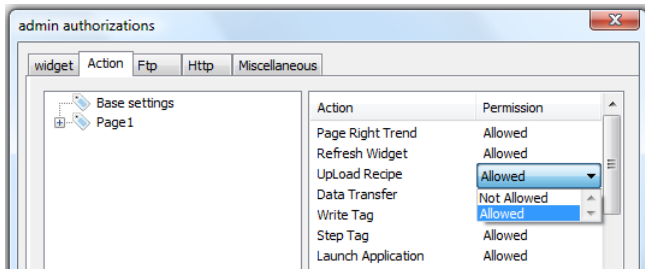 admin authorizations
widget Action Ftp Http Miscellaneous
Base settings
Page1
Action Permission
Page Right Trend Allowed
Refresh Widget Allowed
UpLoad Recipe Allowed
Data Transfer Not Allowed
Write Tag Allowed
Step Tag Allowed
Launch Application Allowed